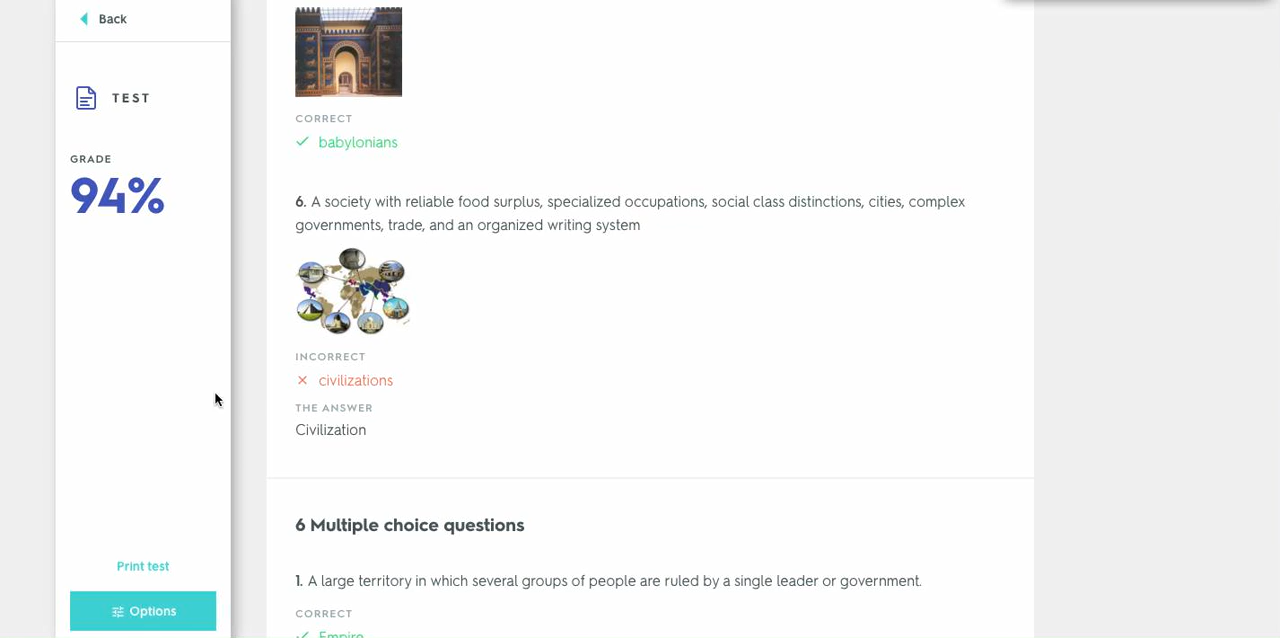 Back
TEST
GRADE
94%
Print test
Options
CORRECT
babylonians
6. A society with reliable food surplus, specialized occupations, social class distinctions, cities, complex
governments, trade, and an organized writing system
INCORRECT
civilizations
THE ANSWER
Civilization
6 Multiple choice questions
1. A large territory in which several groups of people are ruled by a single leader or government.
CORRECT
Empire